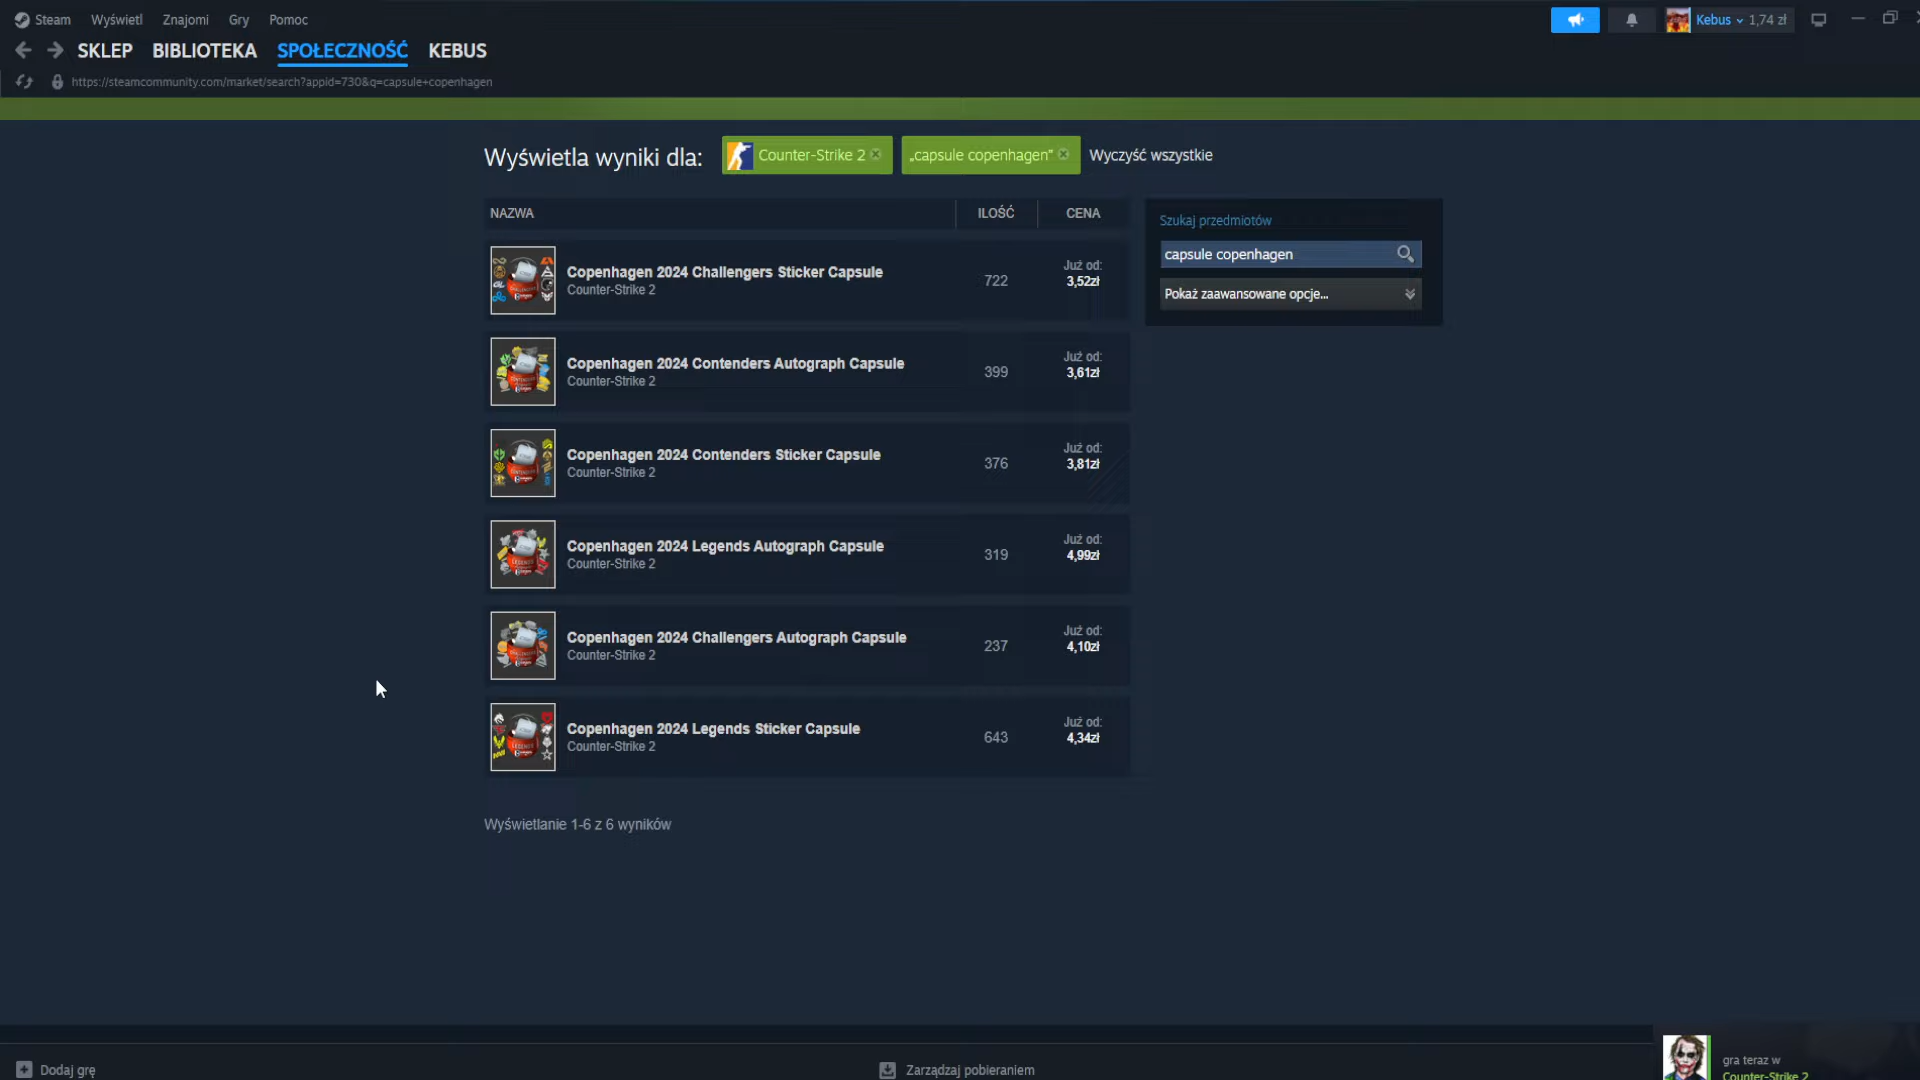 Steam Wyświetl Znajomi Gry Pomoc
Kebus 1,74 zł
SKLEP BIBLIOTEKA SPOŁECZNOŚĆ KEBUS
https://steamcommunity.com/market/search?appid=730&q=capsule+copenhagen
Wyświetla wyniki dla: Counter-Strike 2 „capsule copenhagen” Wyczyść wszystkie
NAZWA ILOŚĆ CENA
Copenhagen 2024 Challengers Sticker Capsule
Counter-Strike 2
722
Już od:
3,52zł
Copenhagen 2024 Contenders Autograph Capsule
Counter-Strike 2
399
Już od:
3,61zł
Copenhagen 2024 Contenders Sticker Capsule
Counter-Strike 2
376
Już od:
3,81zł
Copenhagen 2024 Legends Autograph Capsule
Counter-Strike 2
319
Już od:
4,99zł
Copenhagen 2024 Challengers Autograph Capsule
Counter-Strike 2
237
Już od:
4,10zł
Copenhagen 2024 Legends Sticker Capsule
Counter-Strike 2
643
Już od:
4,34zł
Wyświetlanie 1-6 z 6 wyników
Szukaj przedmiotów
capsule copenhagen
Pokaż zaawansowane opcje...
Dodaj grę
Zarządzaj pobieraniem
gra teraz w
Counter-Strike 2